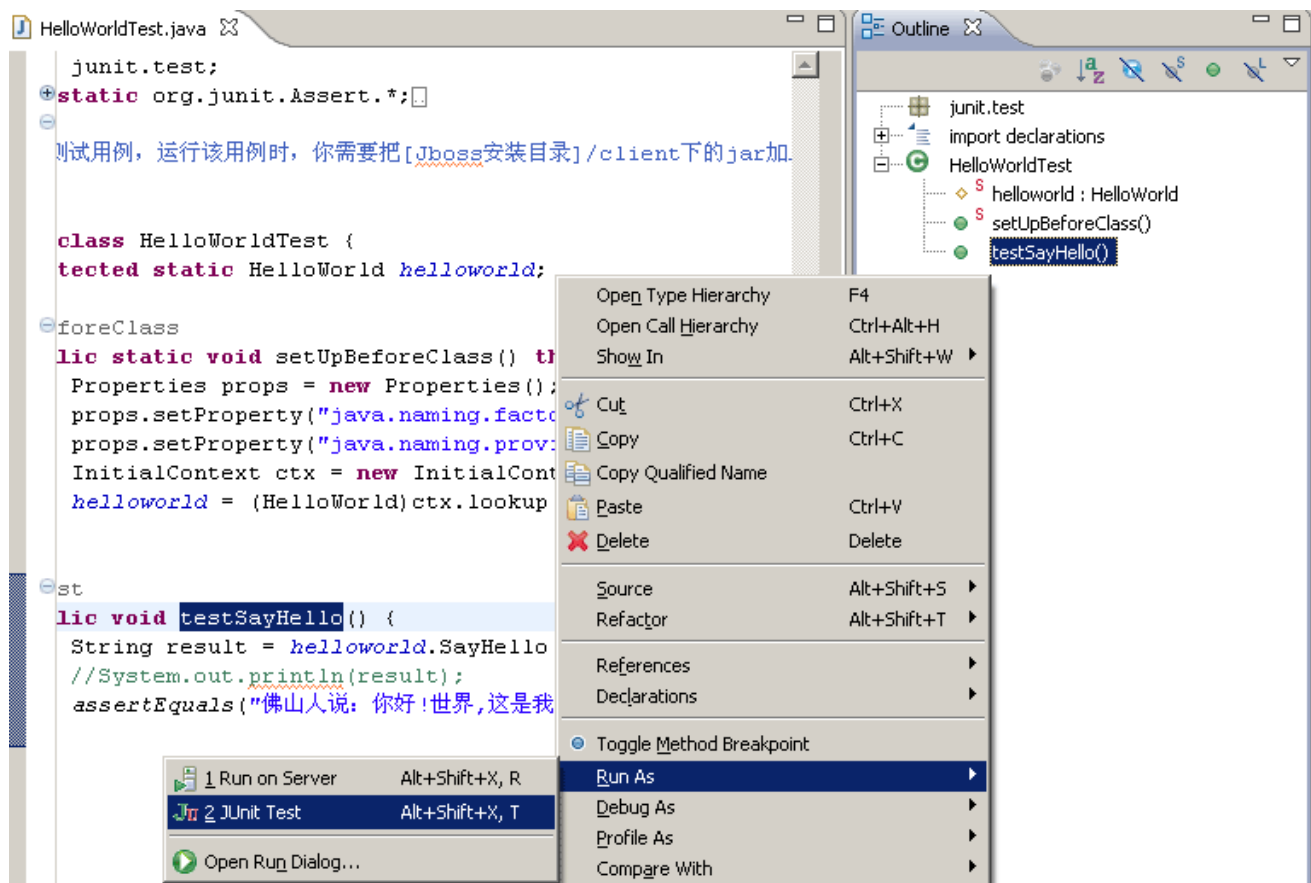 HelloWorldTest.java
junit.test;
static org.junit.Assert.*;
测试用例，运行该用例时，你需要把[Jboss安装目录]/client下的jar加
class HelloWorldTest {
tected static HelloWorld helloworld;
foreClass
lic static void setUpBeforeClass() th
Properties props = new Properties();
props.setProperty("java.naming.facto
props.setProperty("java.naming.provi
InitialContext ctx = new InitialCont
helloworld = (HelloWorld)ctx.lookup
st
lic void testSayHello() {
String result = helloworld.SayHello
//System.out.println(result);
assertEquals("佛山人说：你好!世界,这是我
1 Run on Server Alt+Shift+X, R
2 JUnit Test Alt+Shift+X, T
Open Run Dialog...
Open Type Hierarchy F4
Open Call Hierarchy Ctrl+Alt+H
Show In Alt+Shift+W
Cut Ctrl+X
Copy Ctrl+C
Copy Qualified Name
Paste Ctrl+V
Delete Delete
Source Alt+Shift+S
Refactor Alt+Shift+T
References
Declarations
Toggle Method Breakpoint
Run As
Debug As
Profile As
Compare With
Outline
junit.test
import declarations
HelloWorldTest
S helloworld : HelloWorld
S setUpBeforeClass()
testSayHello()